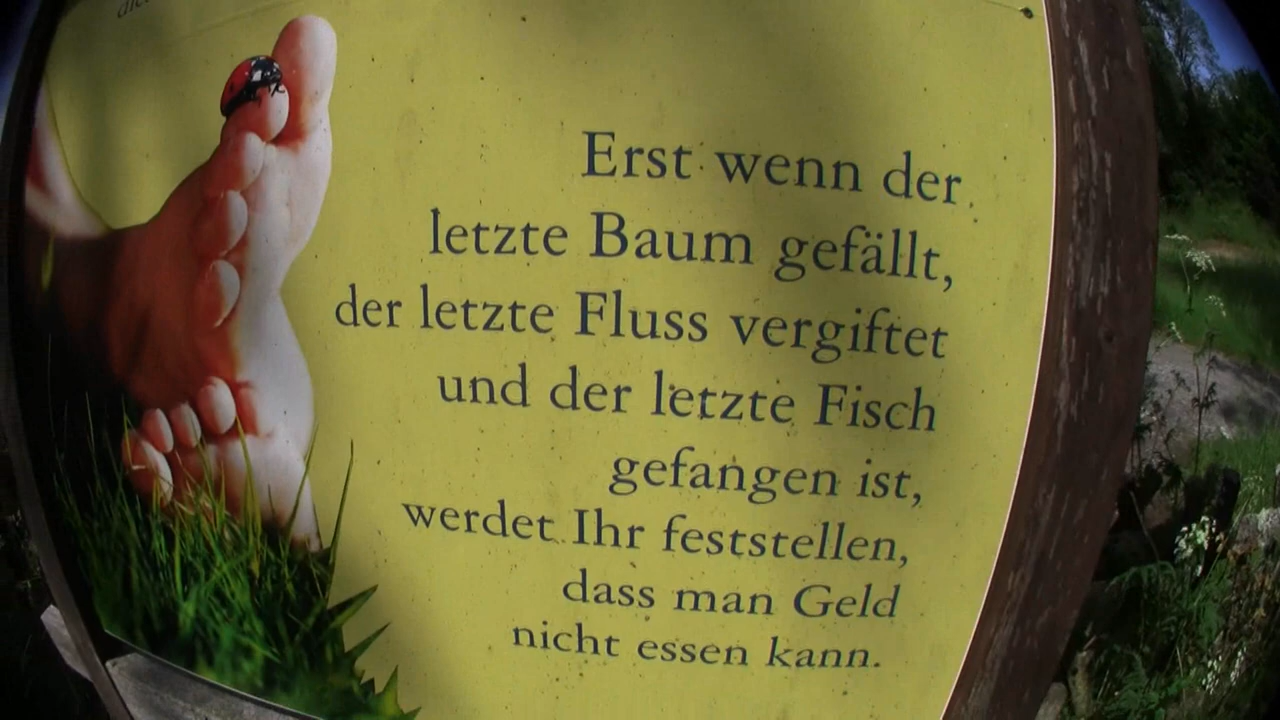 Erst wenn der
letzte Baum gefällt,
der letzte Fluss vergiftet
und der letzte Fisch
gefangen ist,
werdet Ihr feststellen,
dass man Geld
nicht essen kann.